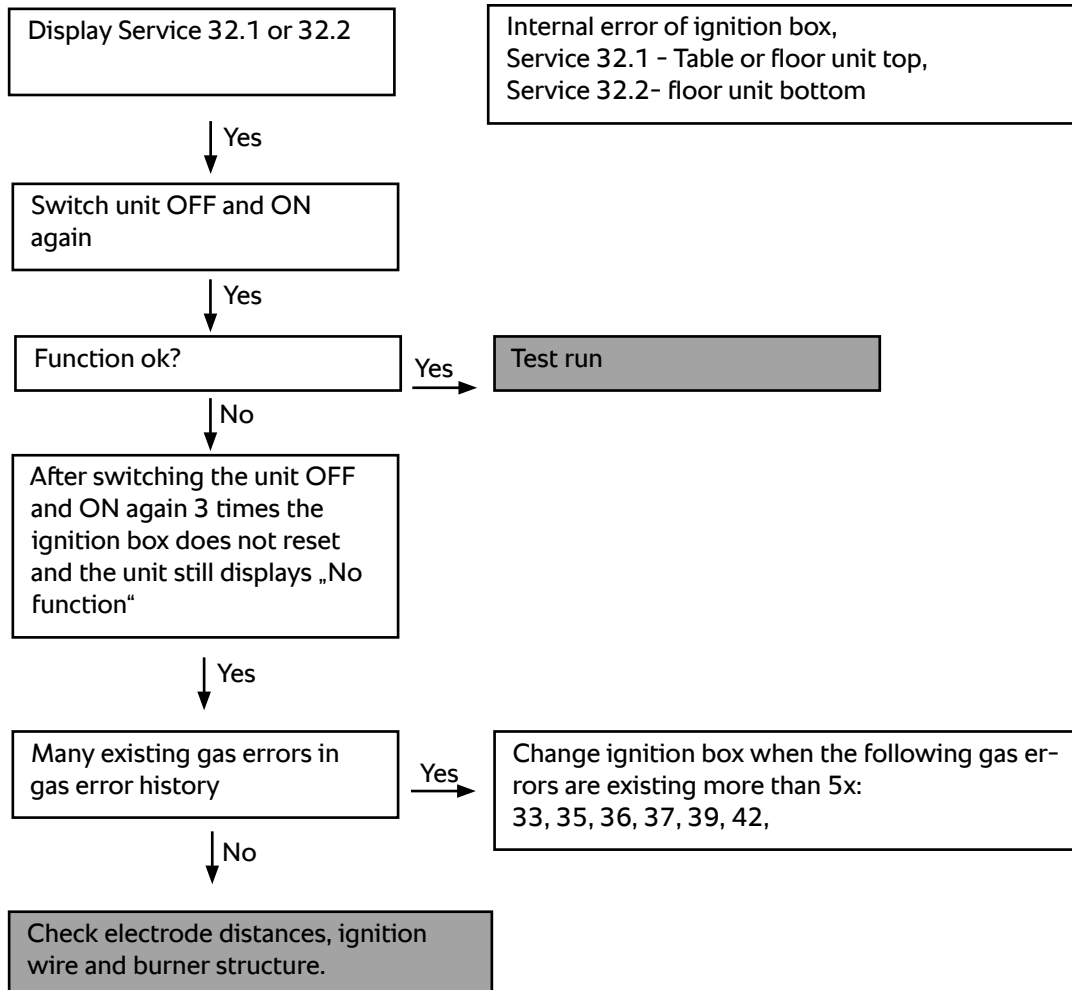 Display Service 32.1 or 32.2
Internal error of ignition box,
Service 32.1 - Table or floor unit top,
Service 32.2- floor unit bottom
Yes
Switch unit OFF and ON
again
Yes
Function ok?
Yes
Test run
No
After switching the unit OFF
and ON again 3 times the
ignition box does not reset
and the unit still displays „No
function“
Yes
Many existing gas errors in
gas error history
Yes
Change ignition box when the following gas er-
rors are existing more than 5x:
33, 35, 36, 37, 39, 42,
No
Check electrode distances, ignition
wire and burner structure.